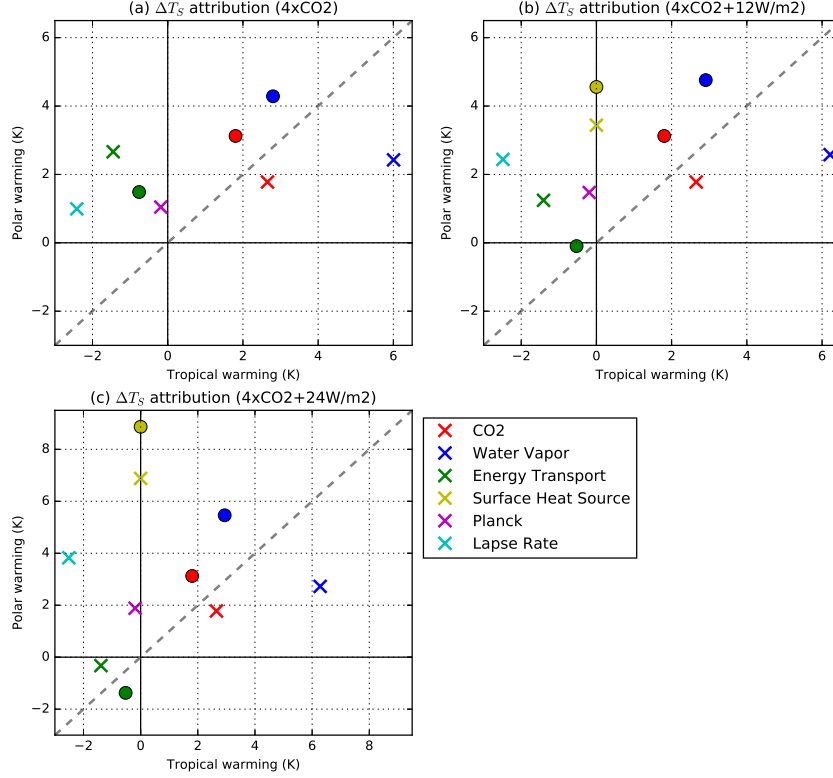 (a) ΔT_S attribution (4xCO2)
Polar warming (K)
6
4
2
0
−2
−2 0 2 4 6
Tropical warming (K)
(b) ΔT_S attribution (4xCO2+12W/m2)
Polar warming (K)
6
4
2
0
−2
−2 0 2 4 6
Tropical warming (K)
(c) ΔT_S attribution (4xCO2+24W/m2)
Polar warming (K)
8
6
4
2
0
−2
−2 0 2 4 6 8
Tropical warming (K)
CO2
Water Vapor
Energy Transport
Surface Heat Source
Planck
Lapse Rate